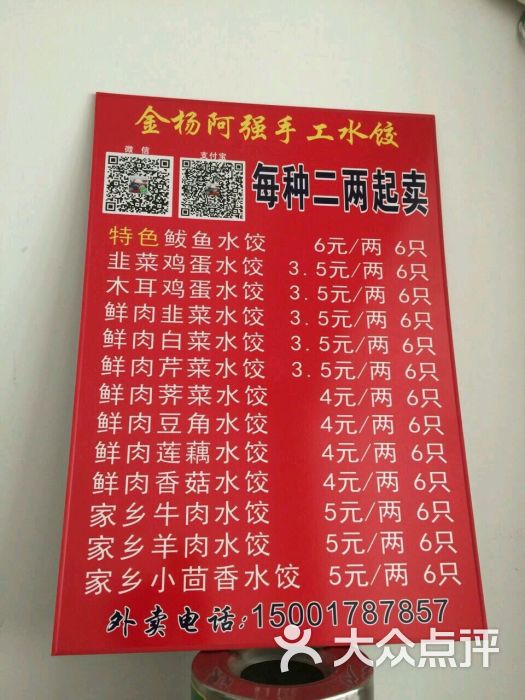 金杨阿强手工水饺
微信 支付宝
每种二两起卖
特色鲅鱼水饺 6元/两 6只
韭菜鸡蛋水饺 3.5元/两 6只
木耳鸡蛋水饺 3.5元/两 6只
鲜肉韭菜水饺 3.5元/两 6只
鲜肉白菜水饺 3.5元/两 6只
鲜肉芹菜水饺 3.5元/两 6只
鲜肉荠菜水饺 4元/两 6只
鲜肉豆角水饺 4元/两 6只
鲜肉莲藕水饺 4元/两 6只
鲜肉香菇水饺 4元/两 6只
家乡牛肉水饺 5元/两 6只
家乡羊肉水饺 5元/两 6只
家乡小茴香水饺 5元/两 6只
外卖电话:15001787857
大众点评